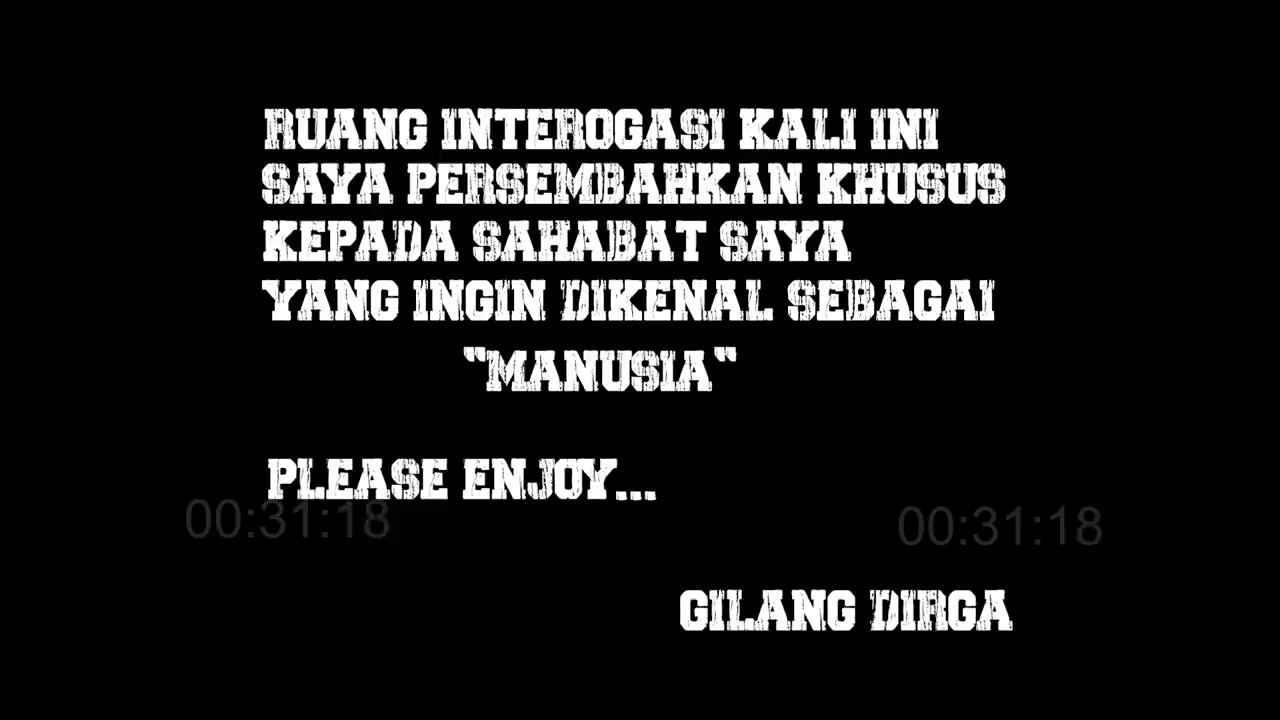 RUANG INTEROGASI KALI INI
SAYA PERSEMBAHKAN KHUSUS
KEPADA SAHABAT SAYA
YANG INGIN DIKENAL SEBAGAI
"MANUSIA"
PLEASE ENJOY...
00:31:18 00:31:18
GILANG DIRGA